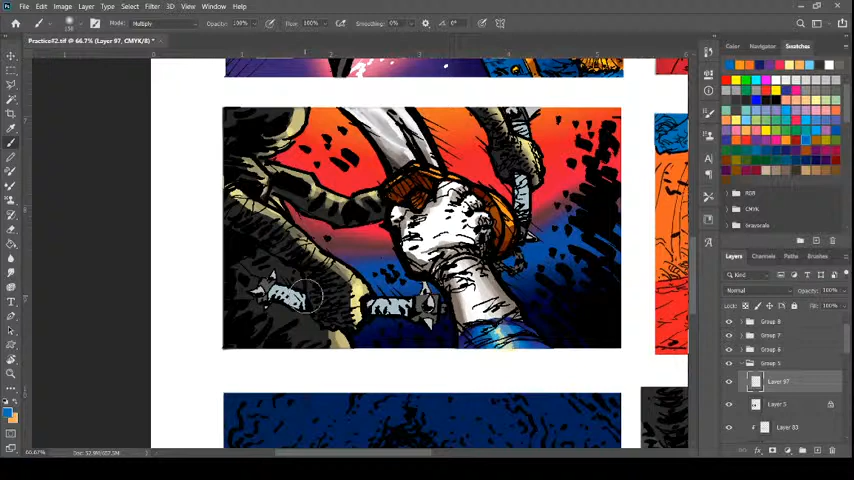 File Edit Image Layer Type Select Filter 3D View Window Help
Mode: Multiply Opacity: 100% Flow: 100% Smoothing: 0% 0°
Practice#2.tif @ 66.7% (Layer 97, CMYK/8) *
Color Navigator Swatches
RGB
CMYK
Layers Channels Paths Brushes
Kind
Normal Opacity: 100%
Lock: Fill: 100%
Group 8
Group 7
Group 6
Group 5
Layer 97
Layer 5
Layer 83
66.67%